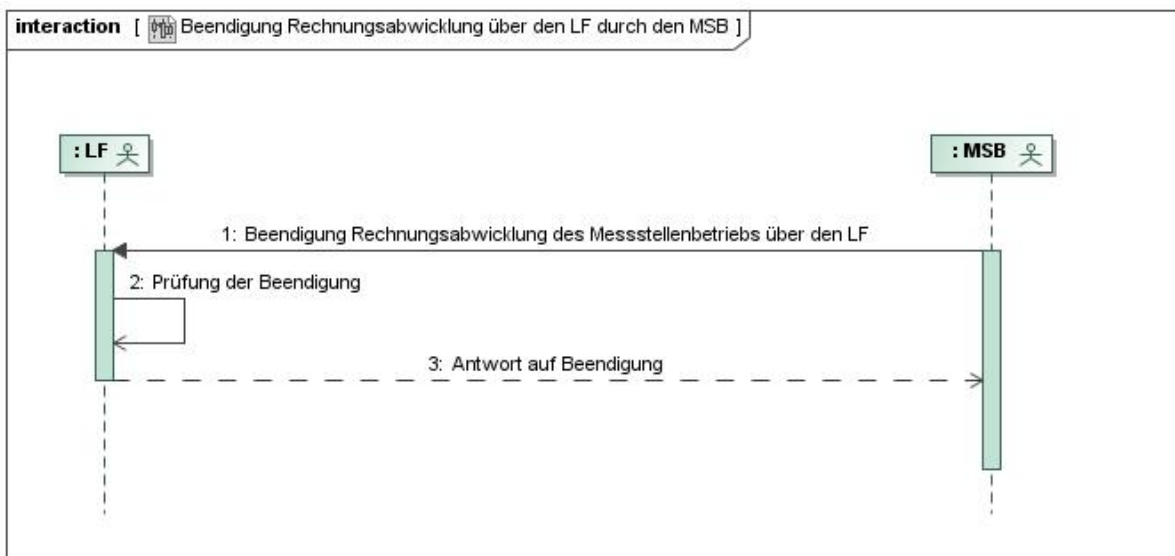 interaction [ Beendigung Rechnungsabwicklung über den LF durch den MSB ]
: LF
: MSB
1: Beendigung Rechnungsabwicklung des Messstellenbetriebs über den LF
2: Prüfung der Beendigung
3: Antwort auf Beendigung